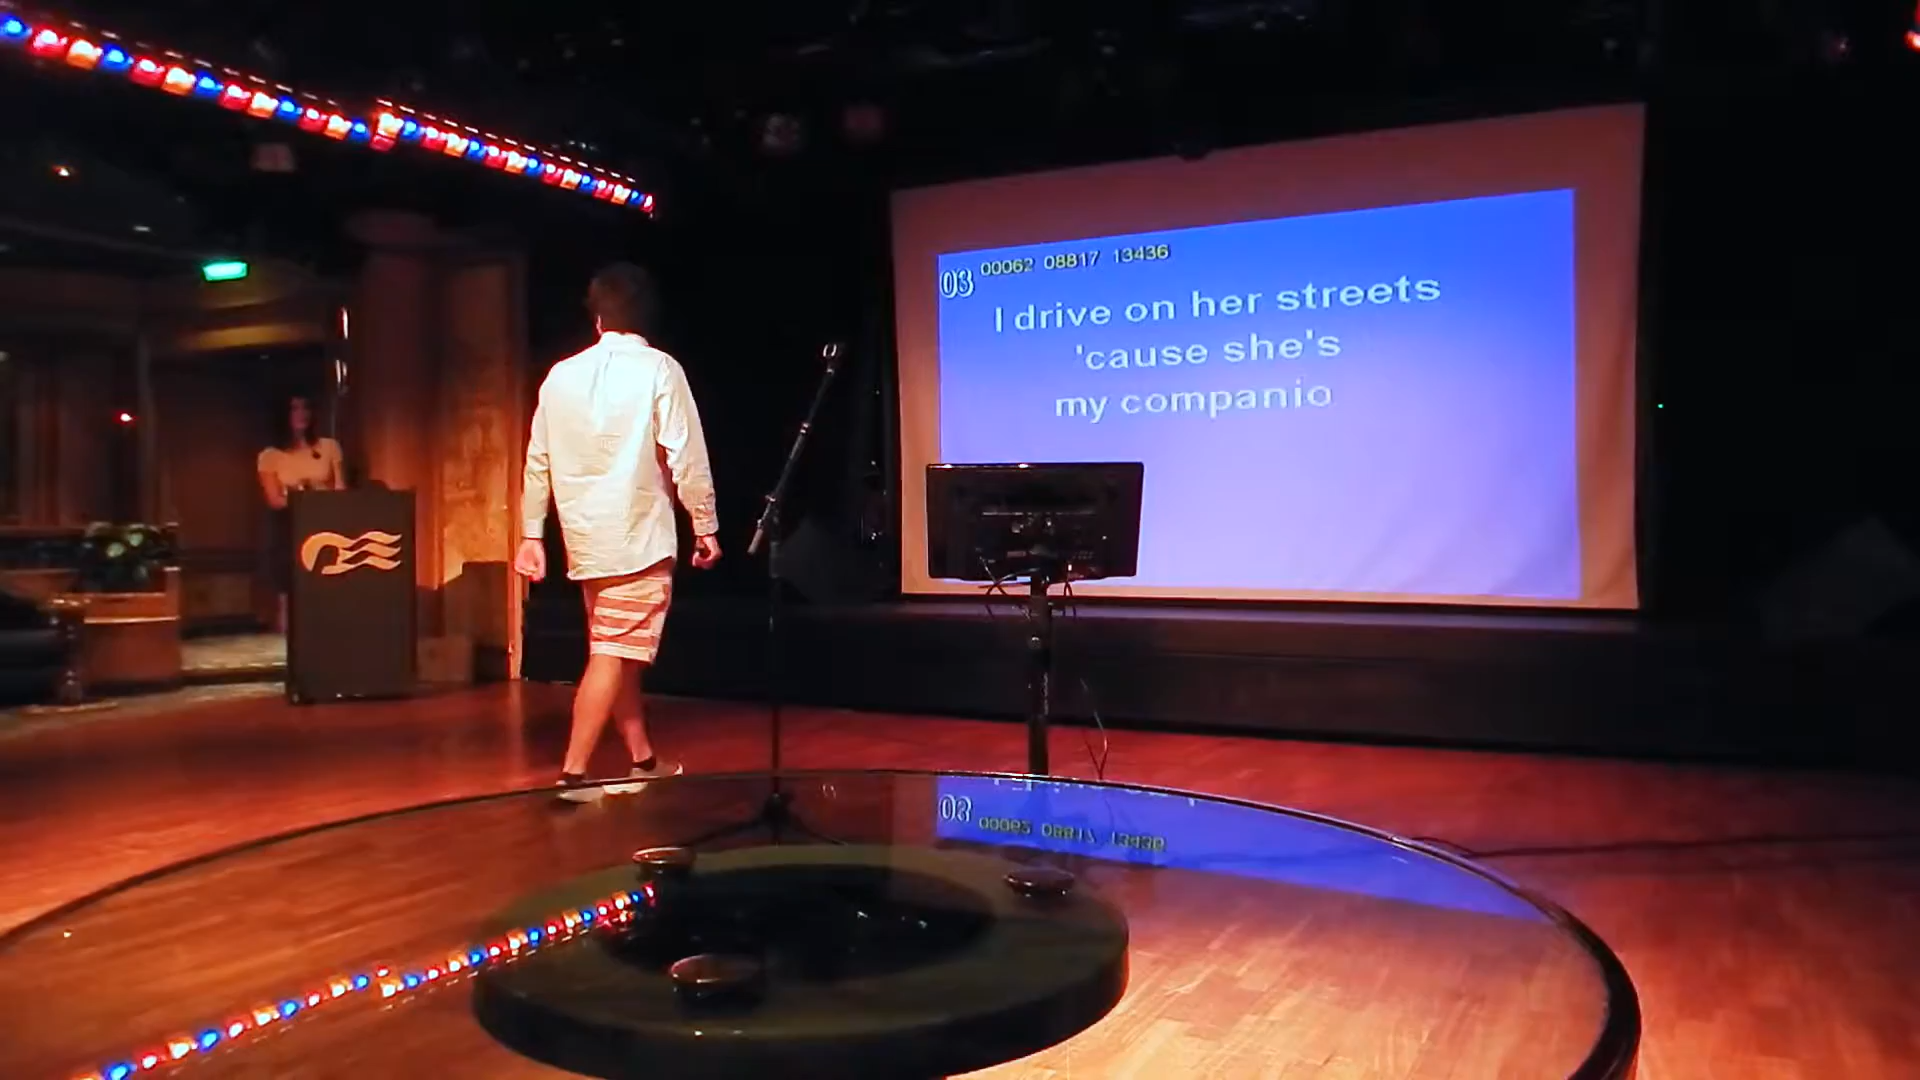 03 00062 08817 13436
I drive on her streets
'cause she's
my companio